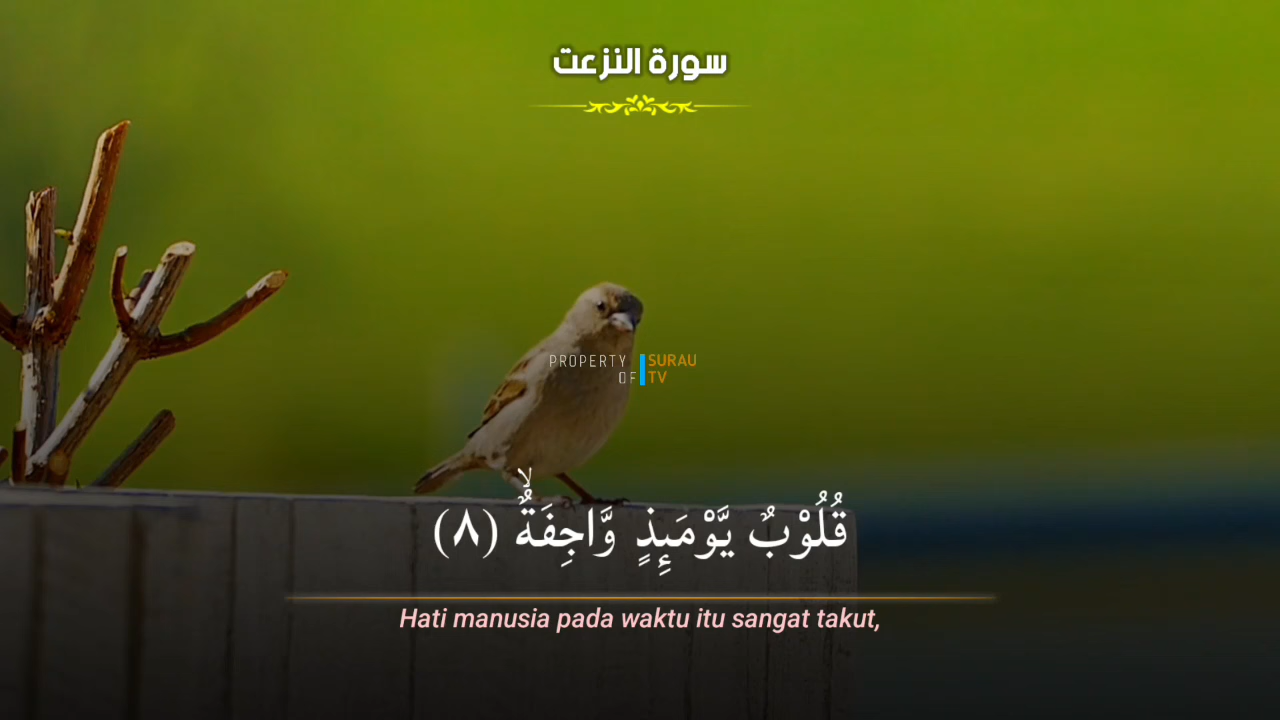 سورة النزعت
PROPERTY OF
SURAU TV
قُلُوْبٌ يَّوْمَىِٕذٍ وَّاجِفَةٌۙ (٨)
Hati manusia pada waktu itu sangat takut,